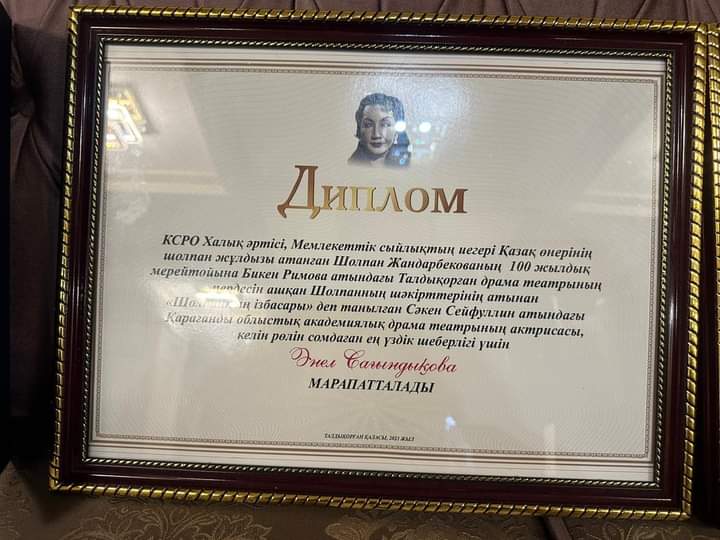 Диплом
КСРО Халық әртісі, Мемлекеттік сыйлықтың иегері Қазақ өнерінің
шолпан жұлдызы атанған Шолпан Жандарбекованың 100 жылдық
мерейтойына Бикен Римова атындағы Талдықорған драма театрының
пердесін ашқан Шолпанның шәкірттерінің атынан
ізбасары» деп танылған Сәкен Сейфуллин атындағы
Қарағанды облыстық академиялық драма театрының актрисасы,
келін рөлін сомдаған ең үздік шеберлігі үшін
Әнел Сағындықова
МАРАПАТТАЛАДЫ
ТАЛДЫҚОРҒАН ҚАЛАСЫ, 2021 ЖЫЛ